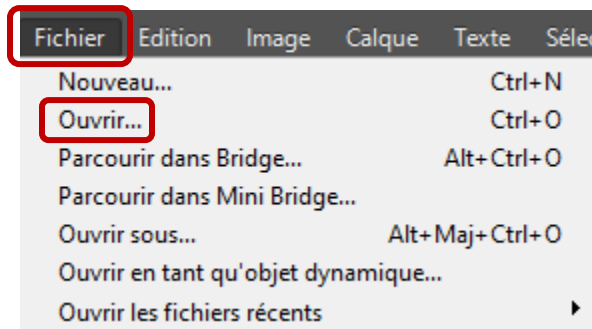 Fichier Edition Image Calque Texte Sélec
Nouveau... Ctrl+N
Ouvrir... Ctrl+O
Parcourir dans Bridge... Alt+Ctrl+O
Parcourir dans Mini Bridge...
Ouvrir sous... Alt+Maj+Ctrl+O
Ouvrir en tant qu'objet dynamique...
Ouvrir les fichiers récents